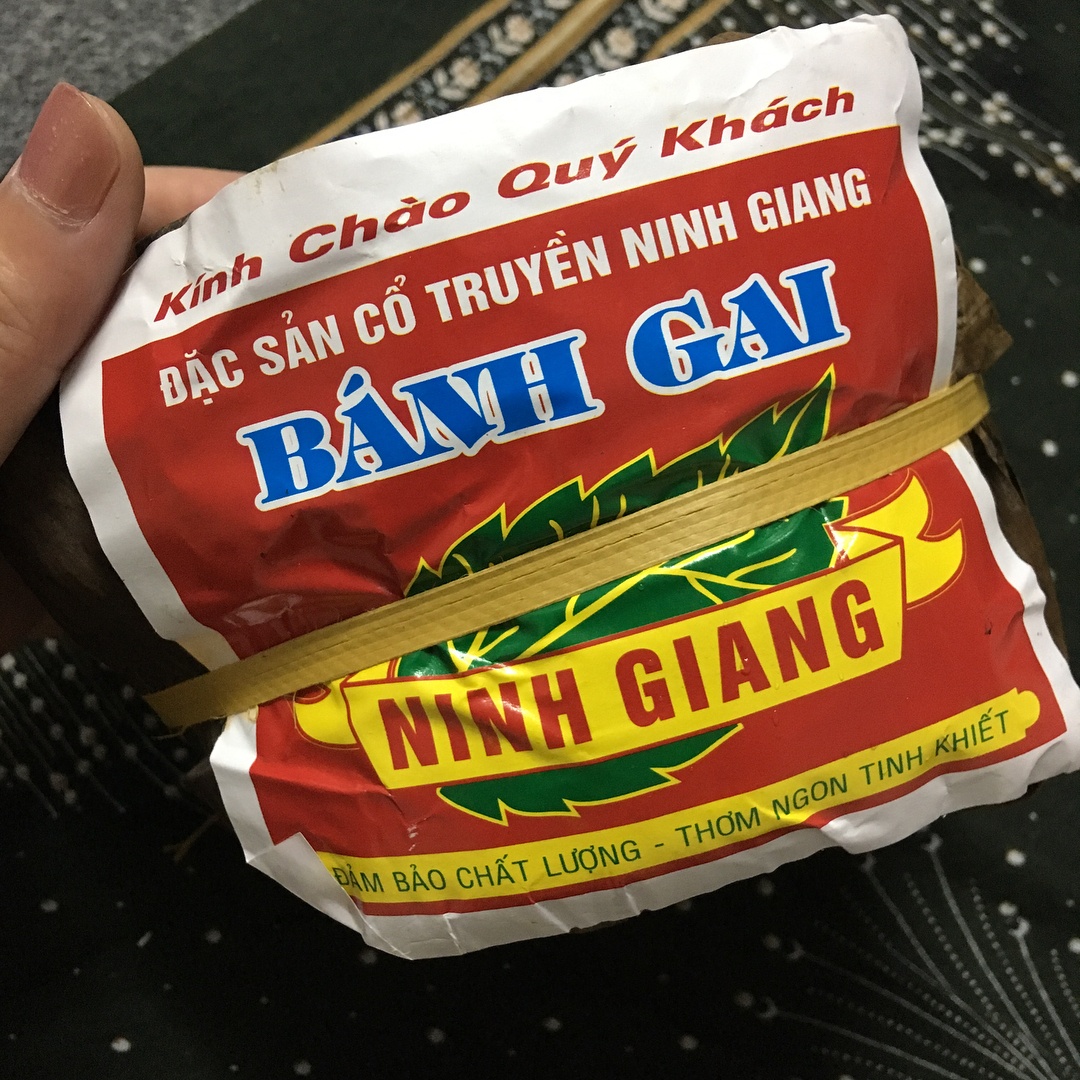 Kính Chào Quý Khách
ĐẶC SẢN CỔ TRUYỀN NINH GIANG
BÁNH GAI
NINH GIANG
ĐẢM BẢO CHẤT LƯỢNG - THƠM NGON TINH KHIẾT